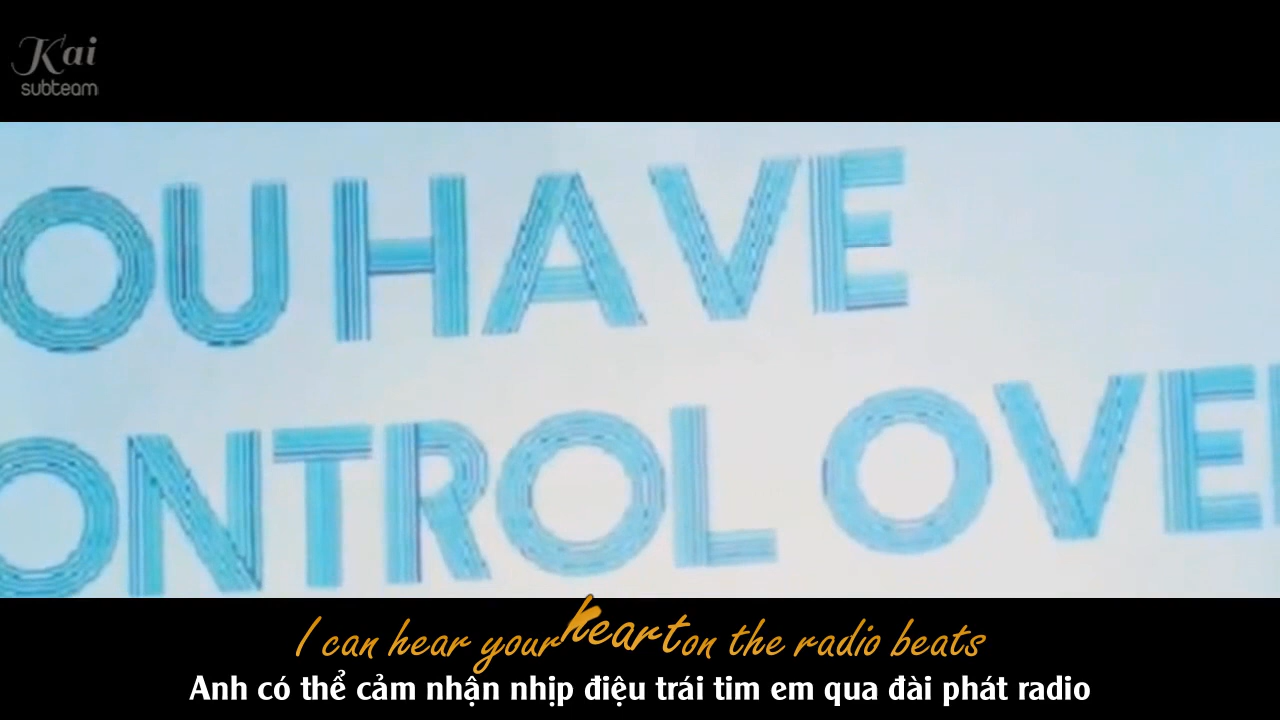 Kai
subteam
OU HAVE
ONTROL OVE
I can hear your heart on the radio beats
Anh có thể cảm nhận nhịp điệu trái tim em qua đài phát radio